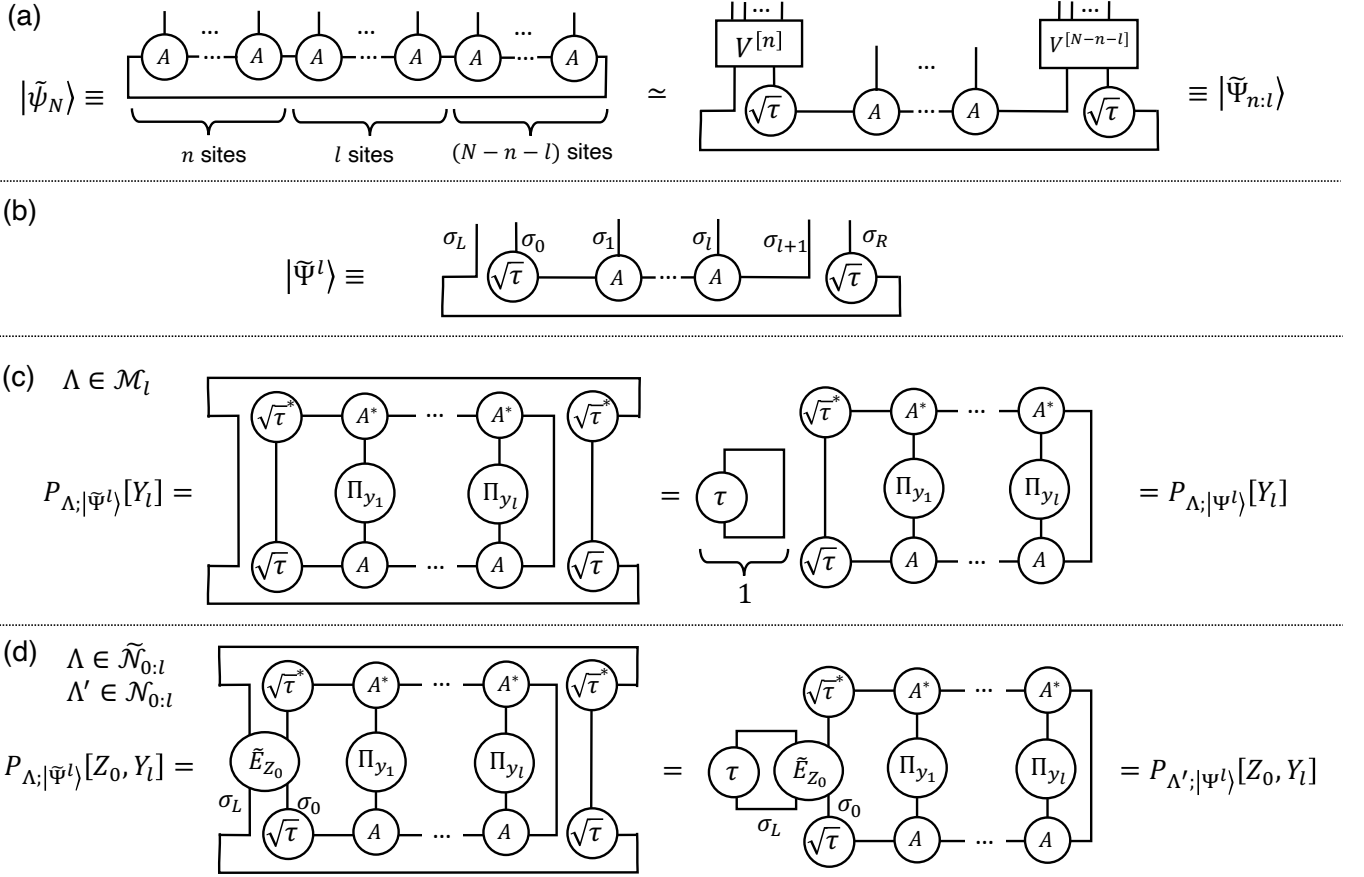 (a)
... ... ...
A ... A A ... A A ... A
|ψ̃_N⟩ ≡
n sites l sites (N − n − l) sites
≃
... ...
V^{[n]} V^{[N−n−l]}
...
√τ A ... A √τ
≡ |Ψ̃_{n:l}⟩
(b)
σ_L σ_0 σ_1 σ_l σ_{l+1} σ_R
|Ψ̃^l⟩ ≡ √τ A ... A √τ
(c) Λ ∈ ℳ_l
√τ* A* ... A* √τ* √τ* A* ... A*
P_{Λ;|Ψ̃^l⟩}[Y_l] = Π_{y_1} Π_{y_l} = τ Π_{y_1} Π_{y_l} = P_{Λ;|Ψ^l⟩}[Y_l]
√τ A ... A √τ √τ A ... A
1
(d) Λ ∈ 𝒩̃_{0:l}
Λ′ ∈ 𝒩_{0:l}
√τ* A* ... A* √τ* √τ* A* ... A*
P_{Λ;|Ψ̃^l⟩}[Z_0, Y_l] = Ẽ_{Z_0} Π_{y_1} Π_{y_l} = τ Ẽ_{Z_0} Π_{y_1} Π_{y_l} = P_{Λ′;|Ψ^l⟩}[Z_0, Y_l]
σ_L σ_0 σ_L σ_0
√τ A ... A √τ √τ A ... A